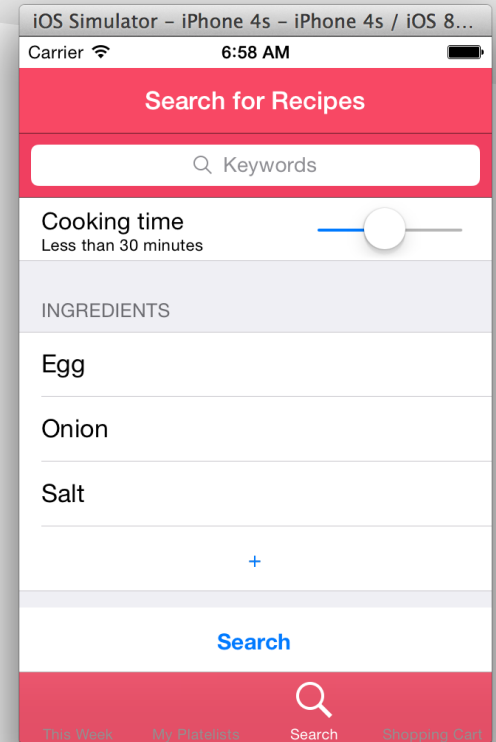 iOS Simulator – iPhone 4s – iPhone 4s / iOS 8...
Carrier 6:58 AM
Search for Recipes
Keywords
Cooking time
Less than 30 minutes
INGREDIENTS
Egg
Onion
Salt
+
Search
This Week My Platelists Search Shopping Cart